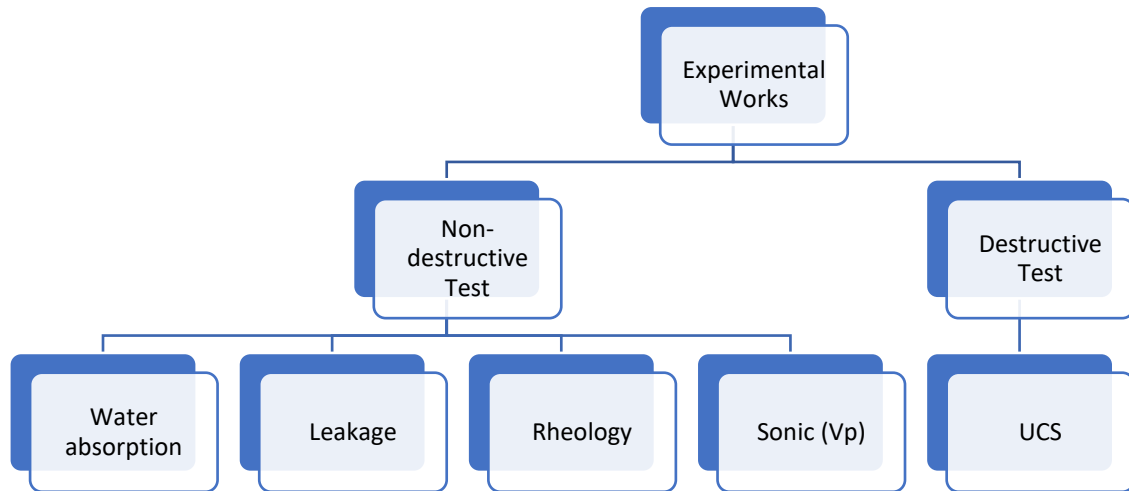 Experimental
Works
Non-
destructive
Test
Destructive
Test
Water
absorption
Leakage
Rheology
Sonic (Vp)
UCS